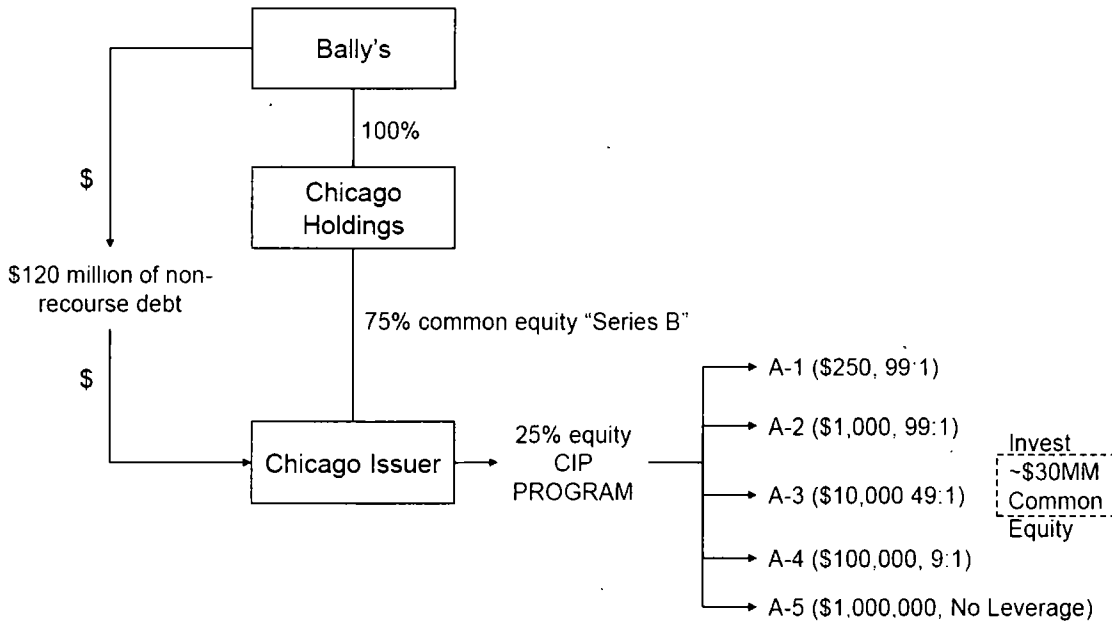 Bally's
100%
$
Chicago
Holdings
$120 million of non-
recourse debt
75% common equity “Series B”
$
Chicago Issuer
25% equity
CIP
PROGRAM
A-1 ($250, 99:1)
A-2 ($1,000, 99:1)
A-3 ($10,000 49:1)
A-4 ($100,000, 9:1)
A-5 ($1,000,000, No Leverage)
Invest
~$30MM
Common
Equity